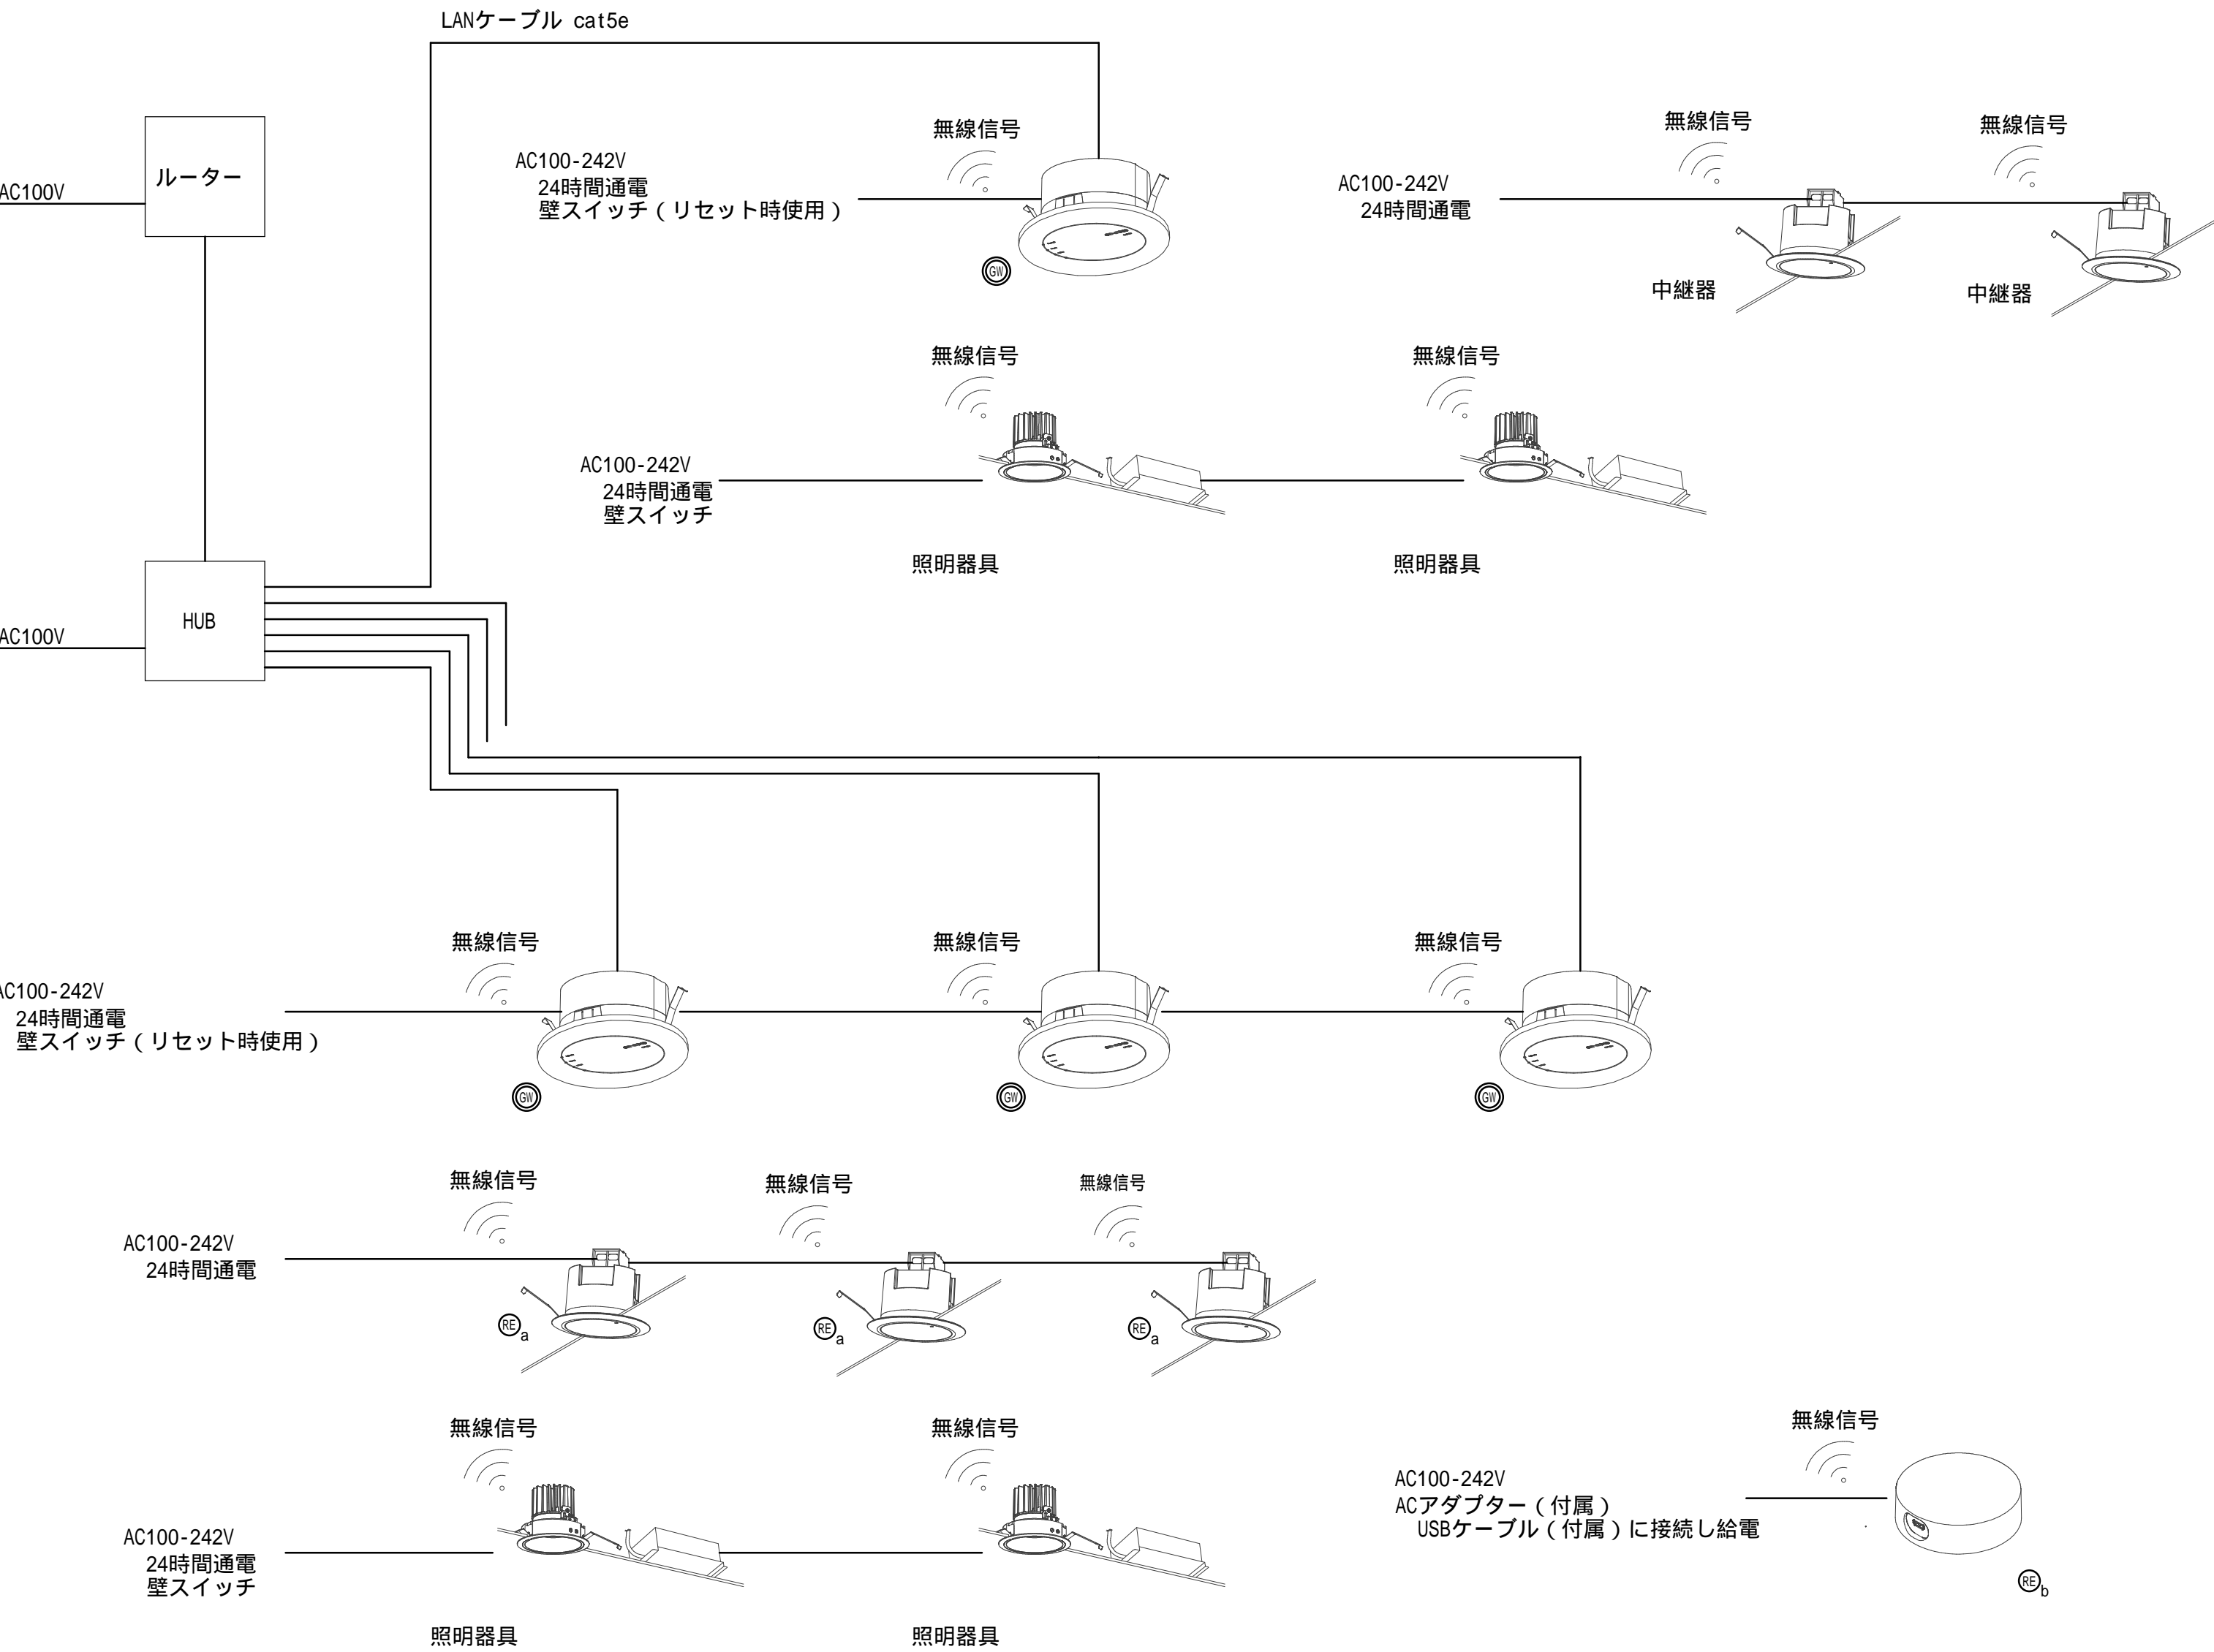 LANケーブル cat5e
ルーター
AC100V
無線信号
AC100-242V
24時間通電
壁スイッチ（リセット時使用）
GW
無線信号
無線信号
AC100-242V
24時間通電
中継器
中継器
無線信号
無線信号
AC100-242V
24時間通電
壁スイッチ
照明器具
照明器具
HUB
AC100V
無線信号
無線信号
無線信号
AC100-242V
24時間通電
壁スイッチ（リセット時使用）
GW
GW
GW
無線信号
無線信号
無線信号
AC100-242V
24時間通電
RE a
RE a
RE a
無線信号
無線信号
AC100-242V
24時間通電
壁スイッチ
照明器具
照明器具
無線信号
AC100-242V
ACアダプター（付属）
USBケーブル（付属）に接続し給電
RE b